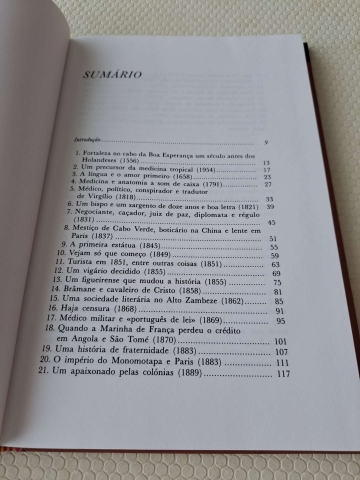 SUMÁRIO
Introdução 9
1. Fortaleza no cabo da Boa Esperança um século antes dos
Holandeses (1556) 13
2. Um precursor da medicina tropical (1954) 17
3. A língua e o amor primeiro (1658) 23
4. Medicina e anatomia a som de caixa (1791) 27
5. Médico, político, conspirador e tradutor
de Virgílio (1818) 33
6. Um bispo e um sargento de doze anos e boa letra (1821) 39
7. Negociante, caçador, juiz de paz, diplomata e régulo
(1831) 45
8. Mestiço de Cabo Verde, boticário na China e lente em
Paris (1837) 51
9. A primeira estátua (1845) 55
10. Vejam só que começo (1849) 59
11. Turista em 1851, entre outras coisas (1851) 63
12. Um vigário decidido (1855) 69
13. Um figueirense que mudou a história (1855) 75
14. Brâmane e cavaleiro de Cristo (1858) 81
15. Uma sociedade literária no Alto Zambeze (1862) 85
16. Haja censura (1868) 91
17. Médico militar e «português de lei» (1869) 95
18. Quando a Marinha de França perdeu o crédito
em Angola e São Tomé (1870) 101
19. Uma história de fraternidade (1883) 107
20. O império do Monomotapa e Paris (1883) 111
21. Um apaixonado pelas colónias (1889) 117